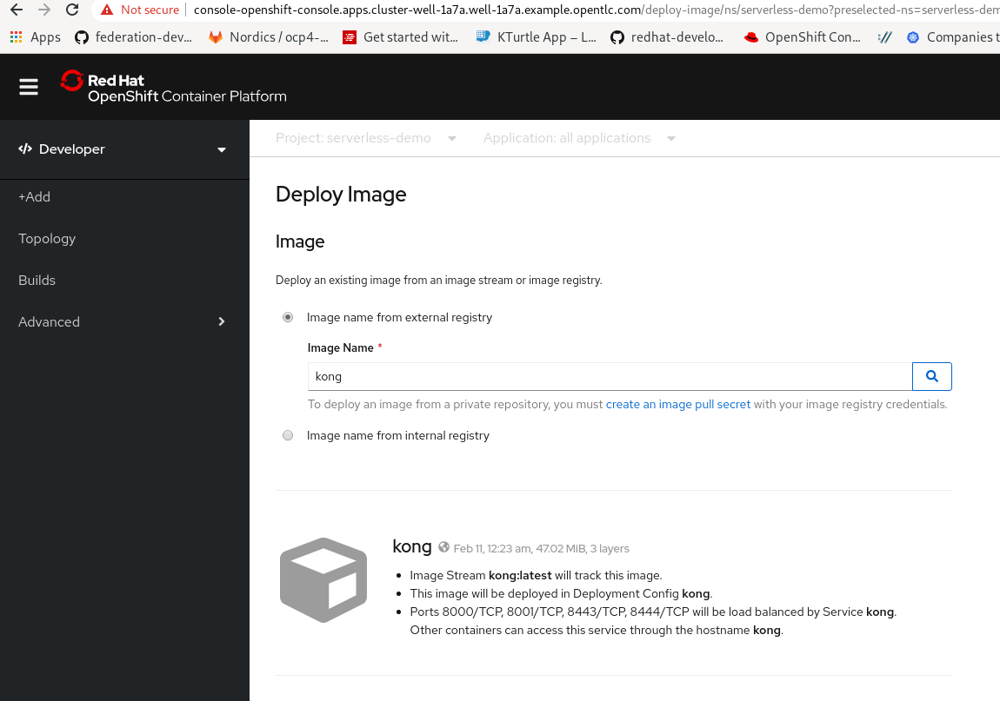 Not secure console-openshift-console.apps.cluster-well-1a7a.well-1a7a.example.opentlc.com/deploy-image/ns/serverless-demo?preselected-ns=serverless-dem
Apps federation-dev... Nordics / ocp4-... Get started wit... KTurtle App – L... redhat-develo... OpenShift Con... Companies t
Red Hat
OpenShift Container Platform
Developer
+Add
Topology
Builds
Advanced
Project: serverless-demo Application: all applications
Deploy Image
Image
Deploy an existing image from an image stream or image registry.
Image name from external registry
Image Name *
kong
To deploy an image from a private repository, you must create an image pull secret with your image registry credentials.
Image name from internal registry
kong Feb 11, 12:23 am, 47.02 MiB, 3 layers
• Image Stream kong:latest will track this image.
• This image will be deployed in Deployment Config kong.
• Ports 8000/TCP, 8001/TCP, 8443/TCP, 8444/TCP will be load balanced by Service kong.
Other containers can access this service through the hostname kong.